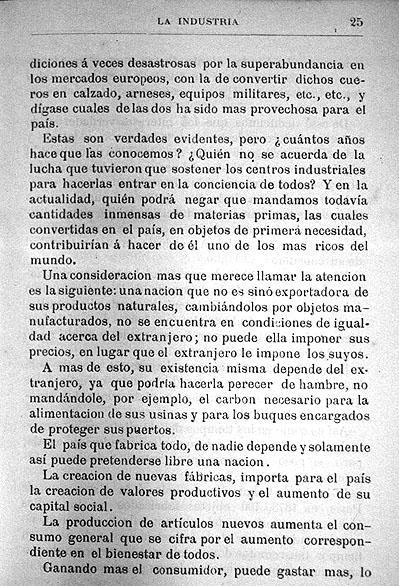 LA INDUSTRIA 25
diciones á veces desastrosas por la superabundancia en
los mercados europeos, con la de convertir dichos cue-
ros en calzado, arneses, equipos militares, etc., etc., y
dígase cuales de las dos ha sido mas provechosa para el
país.
Estas son verdades evidentes, pero ¿cuántos años
hace que las conocemos? ¿Quién no se acuerda de la
lucha que tuvieron que sostener los centros industriales
para hacerlas entrar en la conciencia de todos? Y en la
actualidad, quién podrá negar que mandamos todavía
cantidades inmensas de materias primas, las cuales
convertidas en el país, en objetos de primera necesidad,
contribuirían á hacer de él uno de los mas ricos del
mundo.
Una consideracion mas que merece llamar la atencion
es la siguiente: una nacion que no es sinó exportadora de
sus productos naturales, cambiándolos por objetos ma-
nufacturados, no se encuentra en condiciones de igual-
dad acerca del extranjero; no puede ella imponer sus
precios, en lugar que el extranjero le impone los suyos.
A mas de esto, su existencia misma depende del ex-
tranjero, ya que podría hacerla perecer de hambre, no
mandándole, por ejemplo, el carbon necesario para la
alimentacion de sus usinas y para los buques encargados
de proteger sus puertos.
El país que fabrica todo, de nadie depende y solamente
así puede pretenderse libre una nacion.
La creacion de nuevas fábricas, importa para el país
la creacion de valores productivos y el aumento de su
capital social.
La produccion de artículos nuevos aumenta el con-
sumo general que se cifra por el aumento correspon-
diente en el bienestar de todos.
Ganando mas el consumidor, puede gastar mas, lo